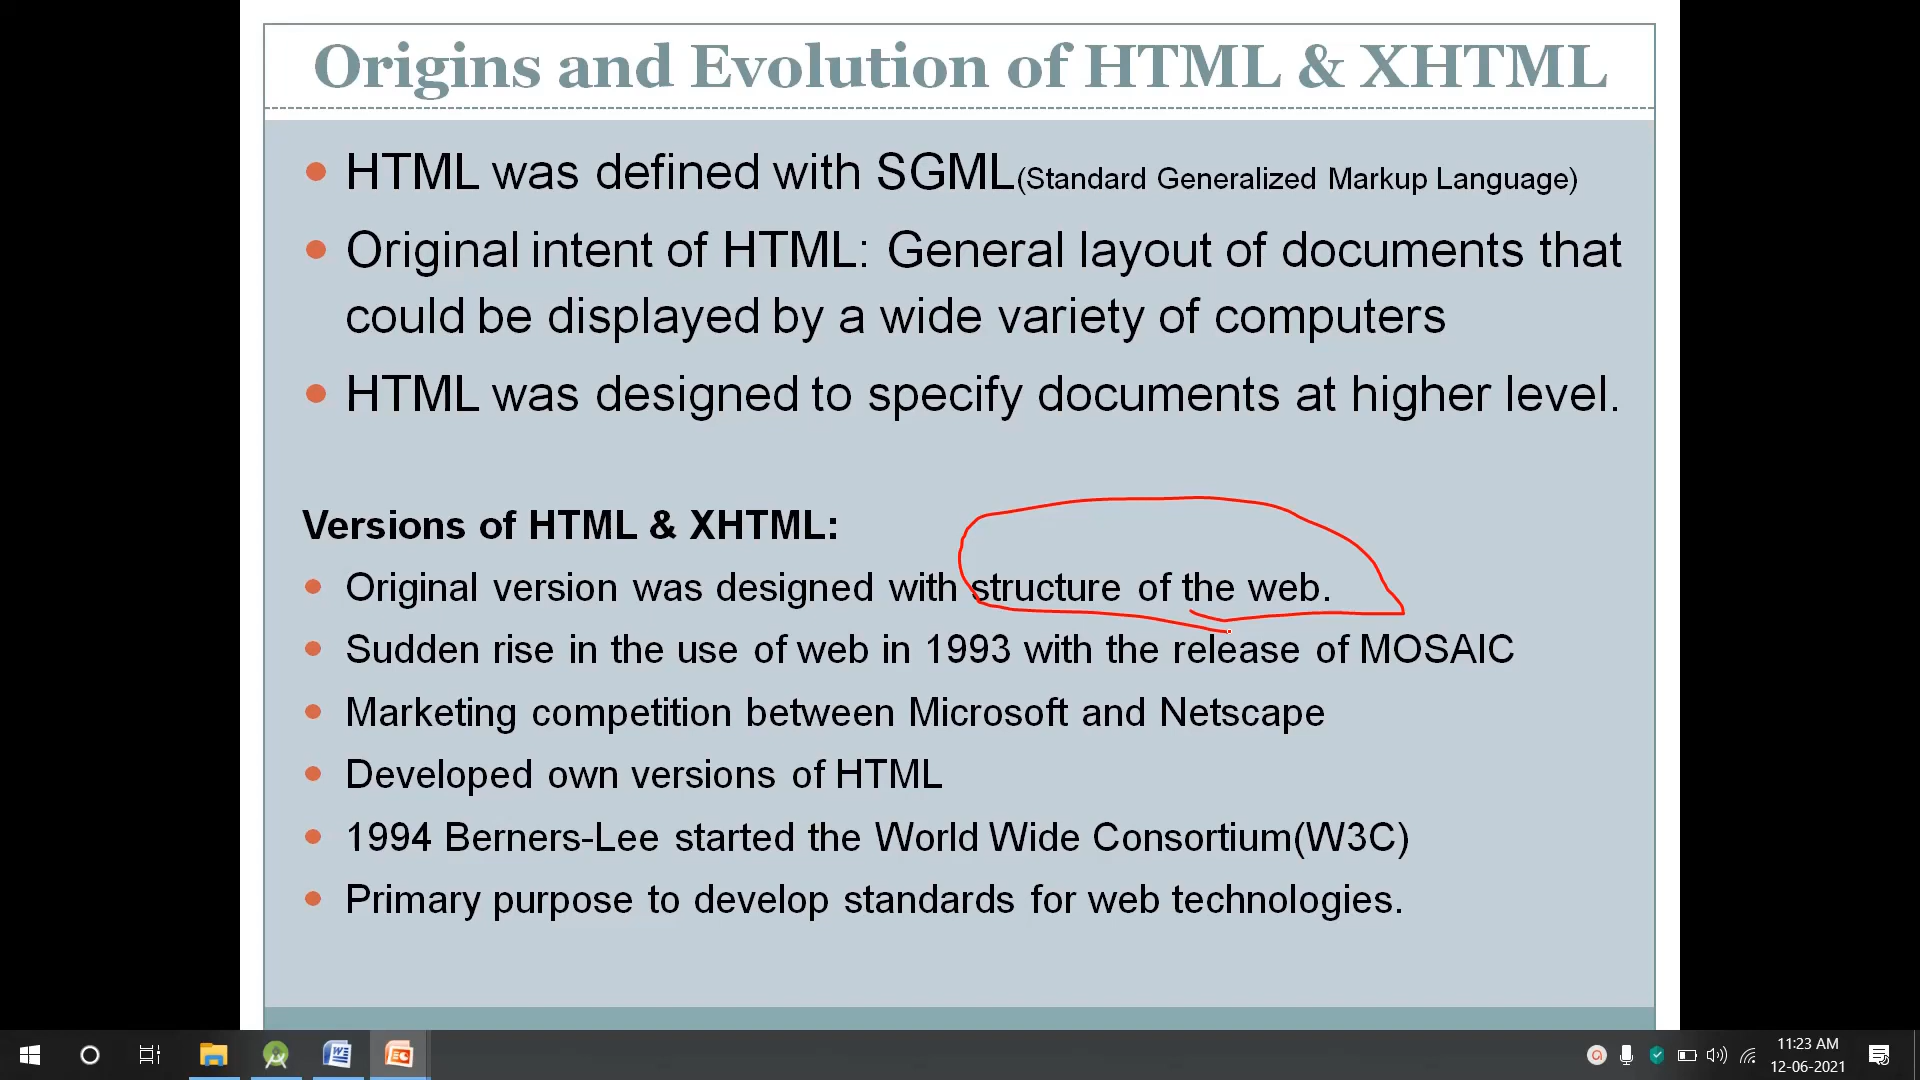 Origins and Evolution of HTML & XHTML
HTML was defined with SGML(Standard Generalized Markup Language)
Original intent of HTML: General layout of documents that
could be displayed by a wide variety of computers
HTML was designed to specify documents at higher level.
Versions of HTML & XHTML:
Original version was designed with structure of the web.
Sudden rise in the use of web in 1993 with the release of MOSAIC
Marketing competition between Microsoft and Netscape
Developed own versions of HTML
1994 Berners-Lee started the World Wide Consortium(W3C)
Primary purpose to develop standards for web technologies.
11:23 AM
12-06-2021